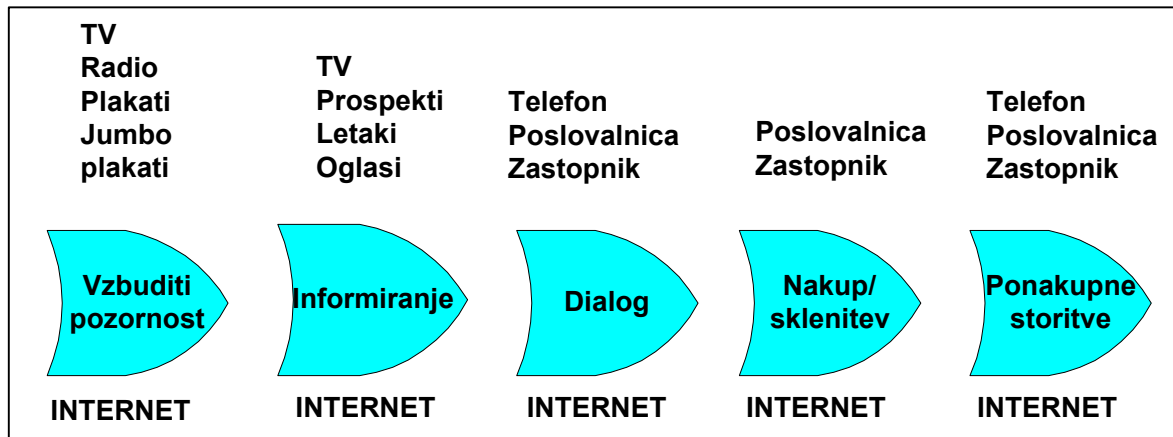 TV
Radio
Plakati
Jumbo
plakati
TV
Prospekti
Letaki
Oglasi
Telefon
Poslovalnica
Zastopnik
Poslovalnica
Zastopnik
Telefon
Poslovalnica
Zastopnik
Vzbuditi
pozornost
Informiranje
Dialog
Nakup/
sklenitev
Ponakupne
storitve
INTERNET
INTERNET
INTERNET
INTERNET
INTERNET